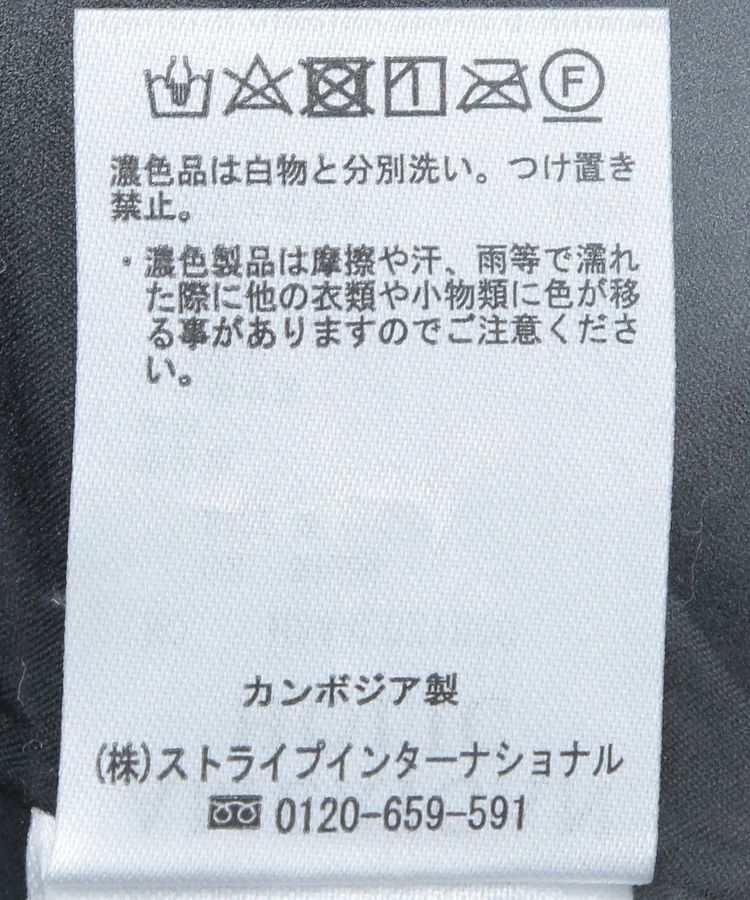 F
濃色品は白物と分別洗い。つけ置き
禁止。
・濃色製品は摩擦や汗、雨等で濡れ
た際に他の衣類や小物類に色が移
る事がありますのでご注意くださ
い。
カンボジア製
(株)ストライプインターナショナル
0120-659-591